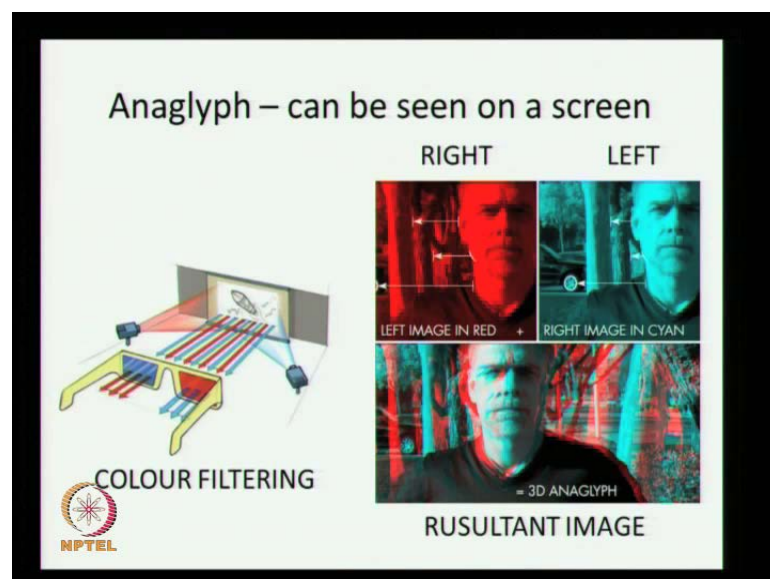 Anaglyph – can be seen on a screen
RIGHT LEFT
LEFT IMAGE IN RED +
RIGHT IMAGE IN CYAN
= 3D ANAGLYPH
COLOUR FILTERING
RUSULTANT IMAGE
NPTEL